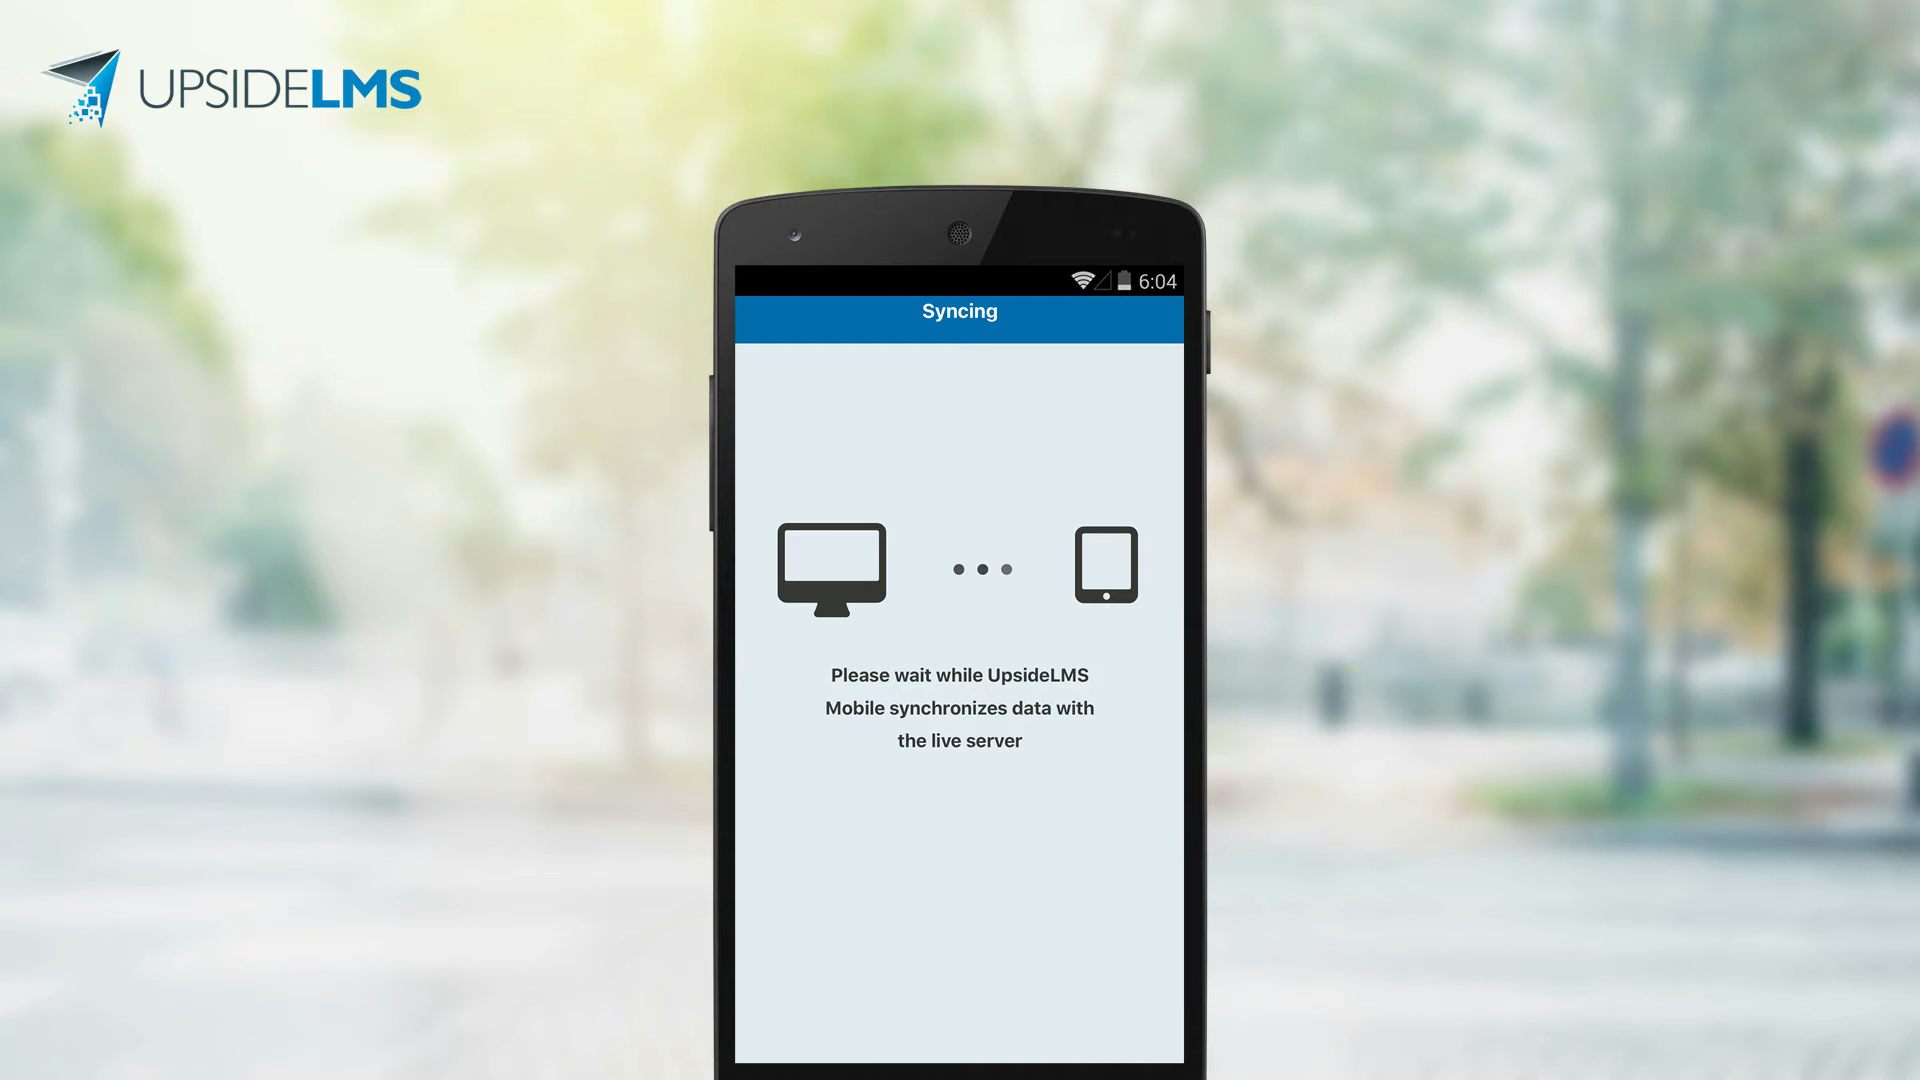 UPSIDELMS
6:04
Syncing
Please wait while UpsideLMS
Mobile synchronizes data with
the live server